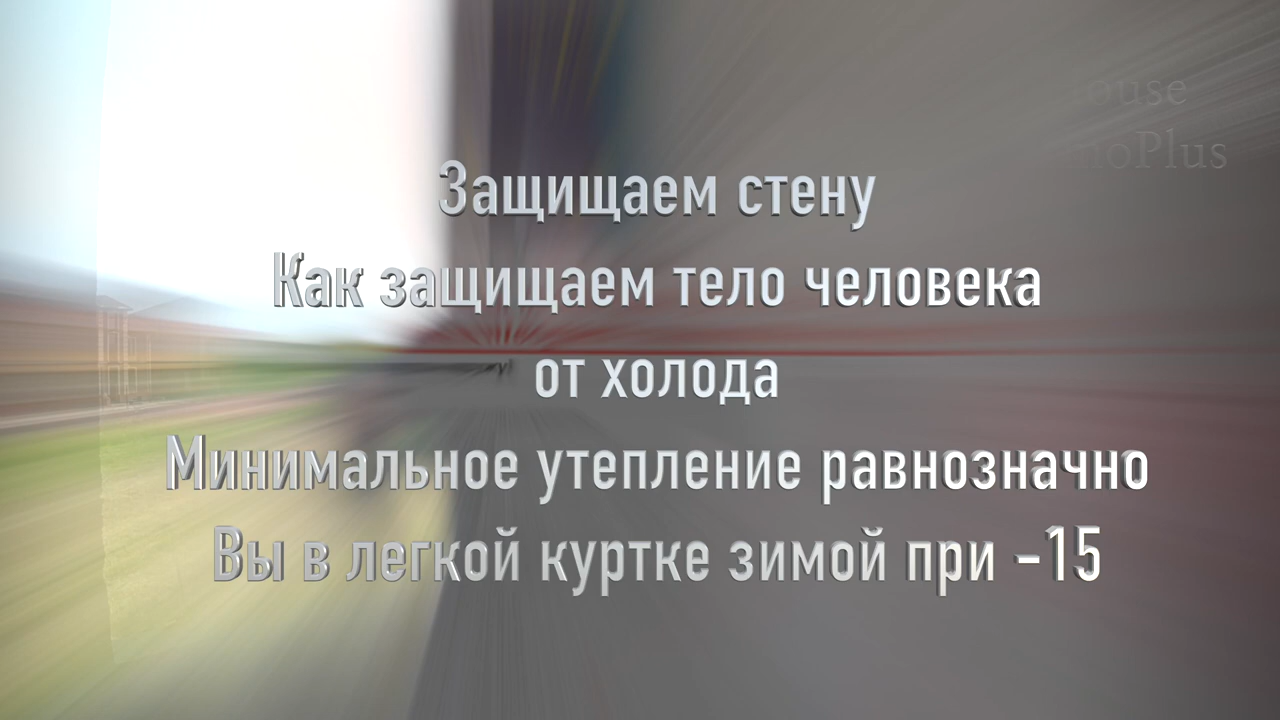 Защищаем стену
Как защищаем тело человека
от холода
Минимальное утепление равнозначно
Вы в легкой куртке зимой при -15